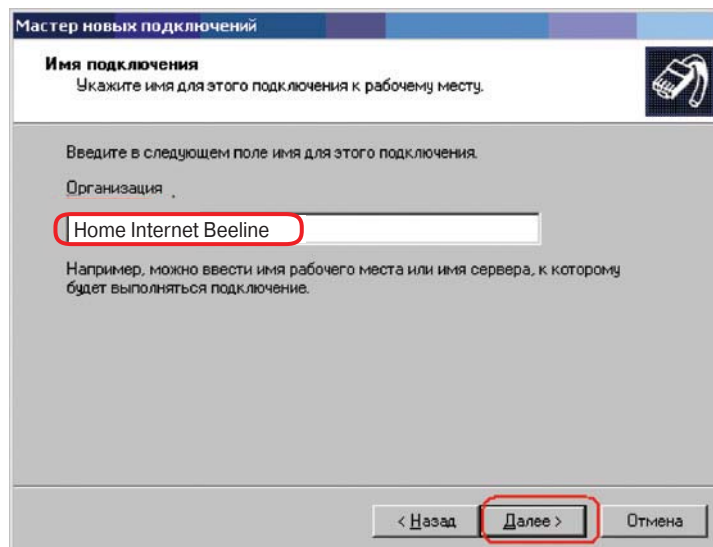 Мастер новых подключений
Имя подключения
Укажите имя для этого подключения к рабочему месту.
Введите в следующем поле имя для этого подключения.
Организация
Home Internet Beeline
Например, можно ввести имя рабочего места или имя сервера, к которому
будет выполняться подключение.
< Назад Далее > Отмена